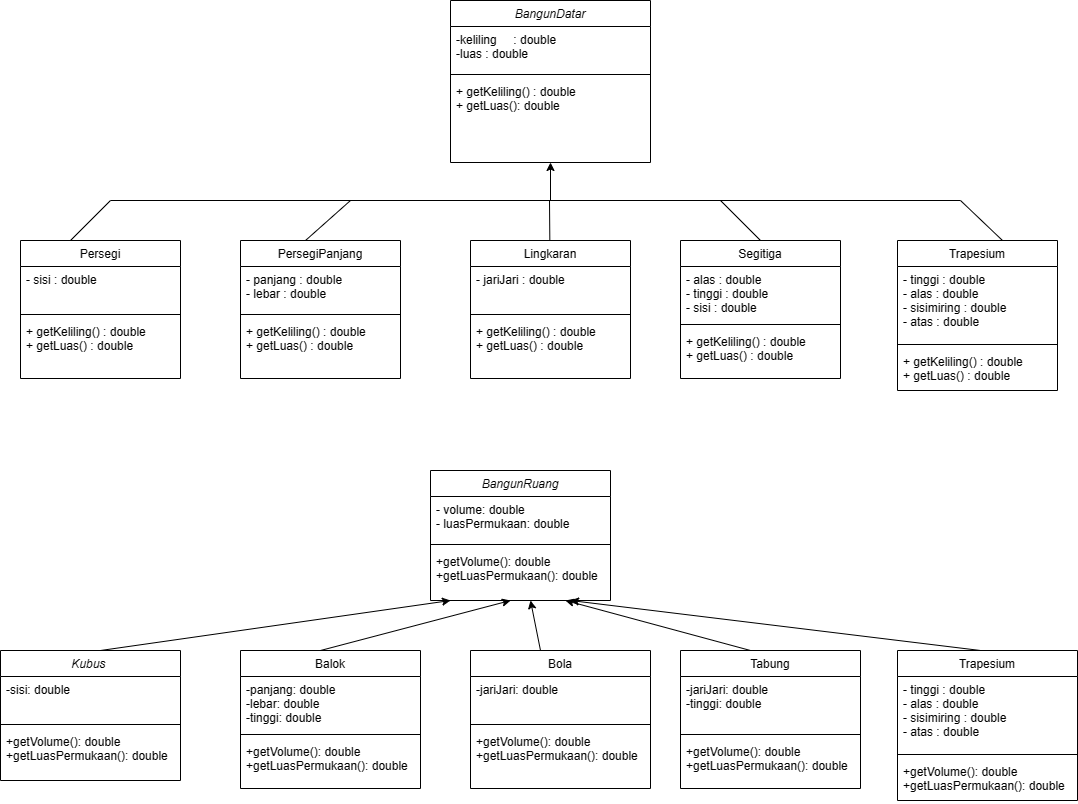 BangunDatar
-keliling : double
-luas : double
+ getKeliling() : double
+ getLuas(): double
Persegi
- sisi : double
+ getKeliling() : double
+ getLuas() : double
PersegiPanjang
- panjang : double
- lebar : double
+ getKeliling() : double
+ getLuas() : double
Lingkaran
- jariJari : double
+ getKeliling() : double
+ getLuas() : double
Segitiga
- alas : double
- tinggi : double
- sisi : double
+ getKeliling() : double
+ getLuas() : double
Trapesium
- tinggi : double
- alas : double
- sisimiring : double
- atas : double
+ getKeliling() : double
+ getLuas() : double
BangunRuang
- volume: double
- luasPermukaan: double
+getVolume(): double
+getLuasPermukaan(): double
Kubus
-sisi: double
+getVolume(): double
+getLuasPermukaan(): double
Balok
-panjang: double
-lebar: double
-tinggi: double
+getVolume(): double
+getLuasPermukaan(): double
Bola
-jariJari: double
+getVolume(): double
+getLuasPermukaan(): double
Tabung
-jariJari: double
-tinggi: double
+getVolume(): double
+getLuasPermukaan(): double
Trapesium
- tinggi : double
- alas : double
- sisimiring : double
- atas : double
+getVolume(): double
+getLuasPermukaan(): double